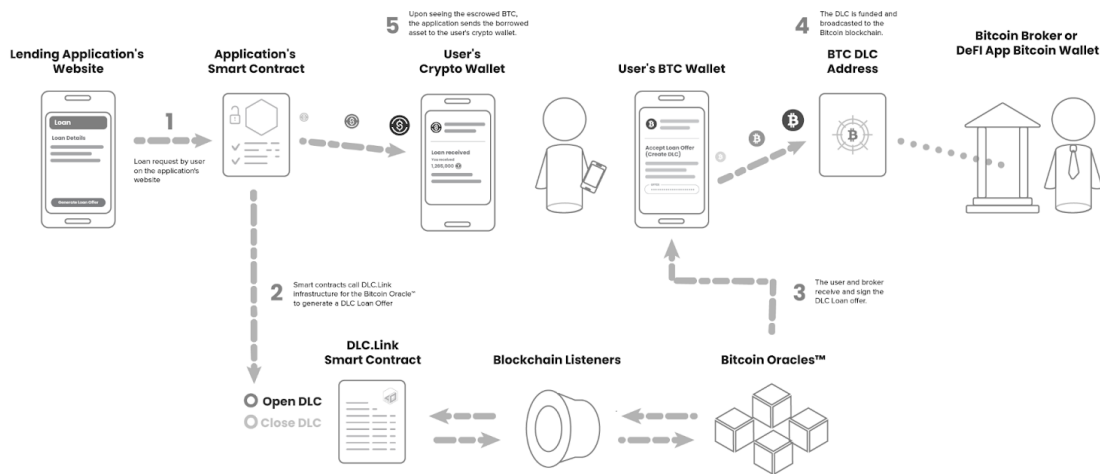 5
Upon seeing the escrowed BTC,
the application sends the borrowed
asset to the user's crypto wallet.
4
The DLC is funded and
broadcasted to the
Bitcoin blockchain.
Lending Application's
Website
Application's
Smart Contract
User's
Crypto Wallet
User's BTC Wallet
BTC DLC
Address
Bitcoin Broker or
DeFI App Bitcoin Wallet
Loan
Loan Details
Generate Loan Offer
1
Loan request by user
on the application's
website
Loan received
You received
1,200,000
Accept Loan Offer
(Create DLC)
2
Smart contracts call DLC.Link
infrastructure for the Bitcoin Oracle™
to generate a DLC Loan Offer
3
The user and broker
receive and sign the
DLC Loan offer.
DLC.Link
Smart Contract
Blockchain Listeners
Bitcoin Oracles™
Open DLC
Close DLC